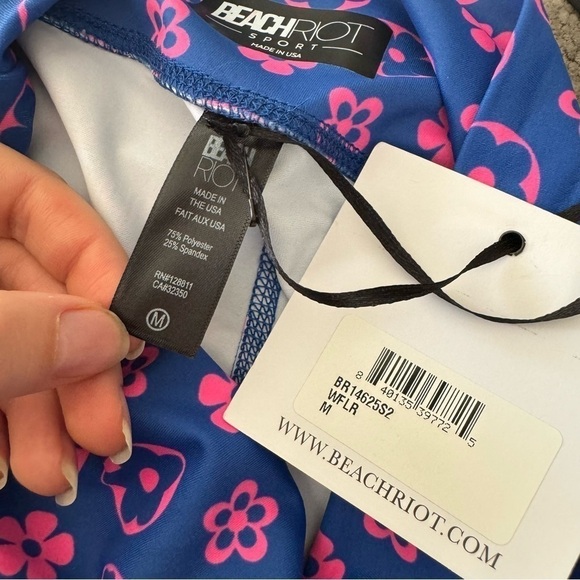 BEACHRIOT
SPORT
MADE IN USA
BEACH
RIOT
MADE IN
THE USA
FAIT AUX USA
75% Polyester
25% Spandex
RN#128811
CA#32350
M
8 40135 39772 5
BR14625S2
WFLR
M
WWW.BEACHRIOT.COM